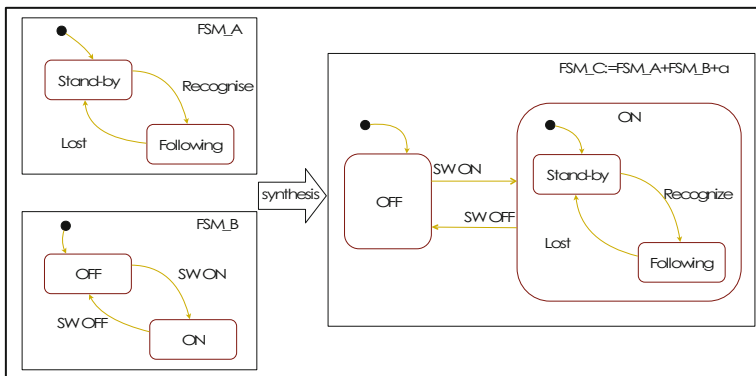 FSM_A
Stand-by
Recognise
Lost
Following
FSM_B
OFF
SW ON
SW OFF
ON
synthesis
FSM_C:=FSM_A+FSM_B+a
ON
OFF
SW ON
SW OFF
Stand-by
Recognize
Lost
Following